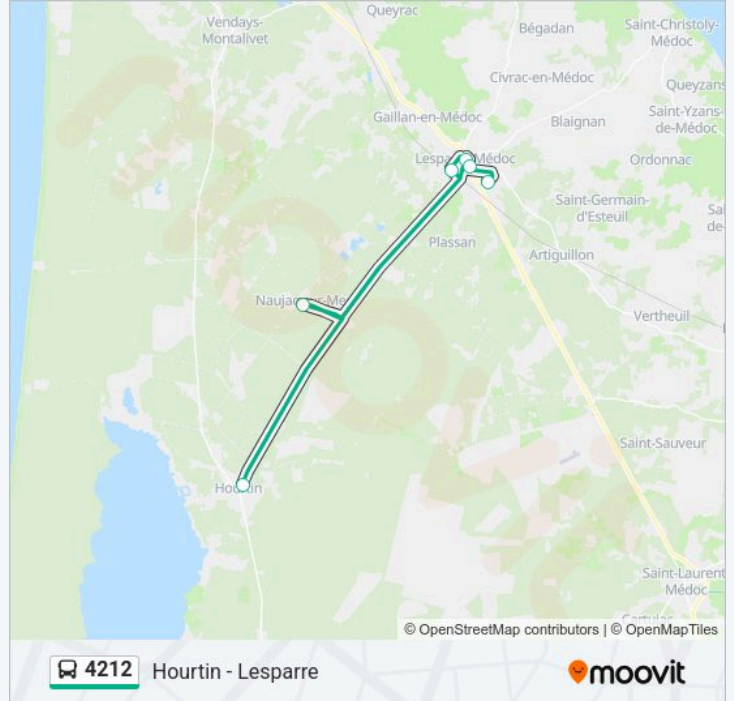 Queyrac
Vendays-
Montalivet
Bégadan
Saint-Christoly-
Médoc
Civrac-en-Médoc
Queyzans
Gaillan-en-Médoc
Saint-Yzans-
de-Médoc
Blaignan
Ordonnac
Saint-Germain-
d'Esteuil
Plassan
Artiguillon
Vertheuil
Saint-Sauveur
Hourtin
Saint-Laurent
Médoc
© OpenStreetMap contributors | © OpenMapTiles
4212 Hourtin - Lesparre
moovit